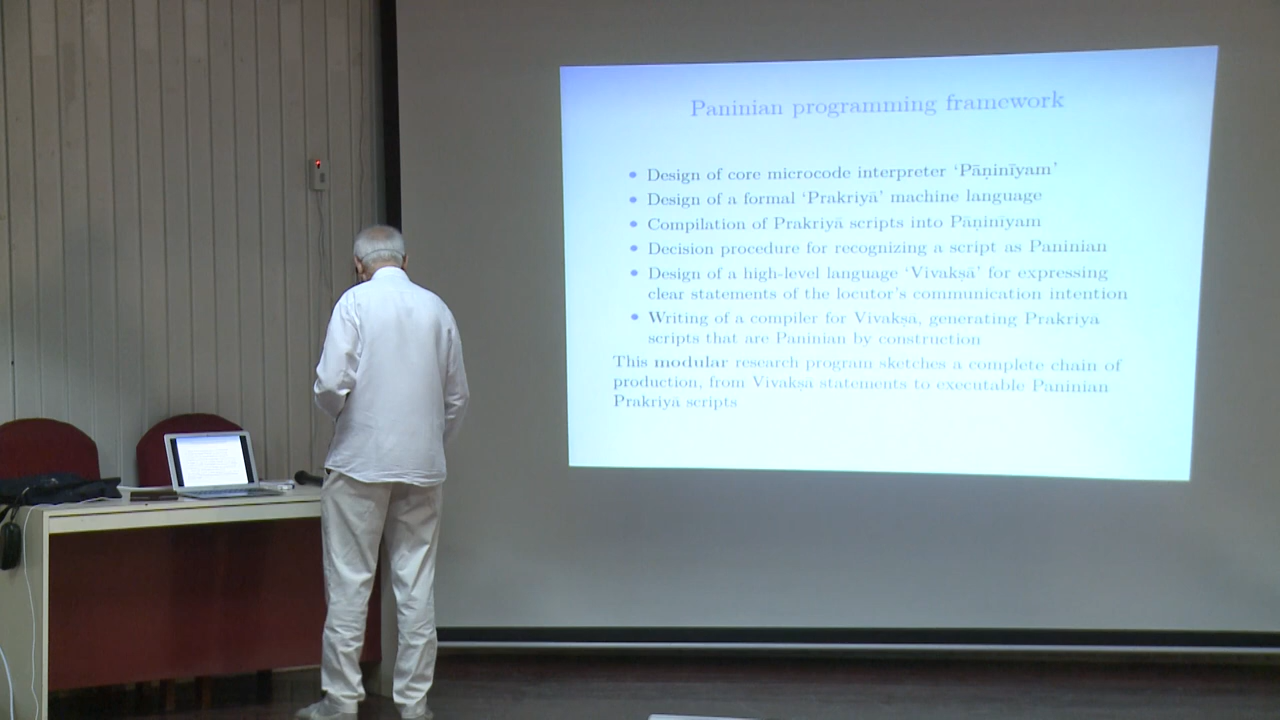 Paninian programming framework
• Design of core microcode interpreter ‘Pāṇinīyam’
• Design of a formal ‘Prakriyā’ machine language
• Compilation of Prakriyā scripts into Pāṇinīyam
• Decision procedure for recognizing a script as Paninian
• Design of a high-level language ‘Vivakṣā’ for expressing
clear statements of the locutor's communication intention
• Writing of a compiler for Vivakṣa, generating Prakriya
scripts that are Paninian by construction
This modular research program sketches a complete chain of
production, from Vivakṣa statements to executable Paninian
Prakriyā scripts